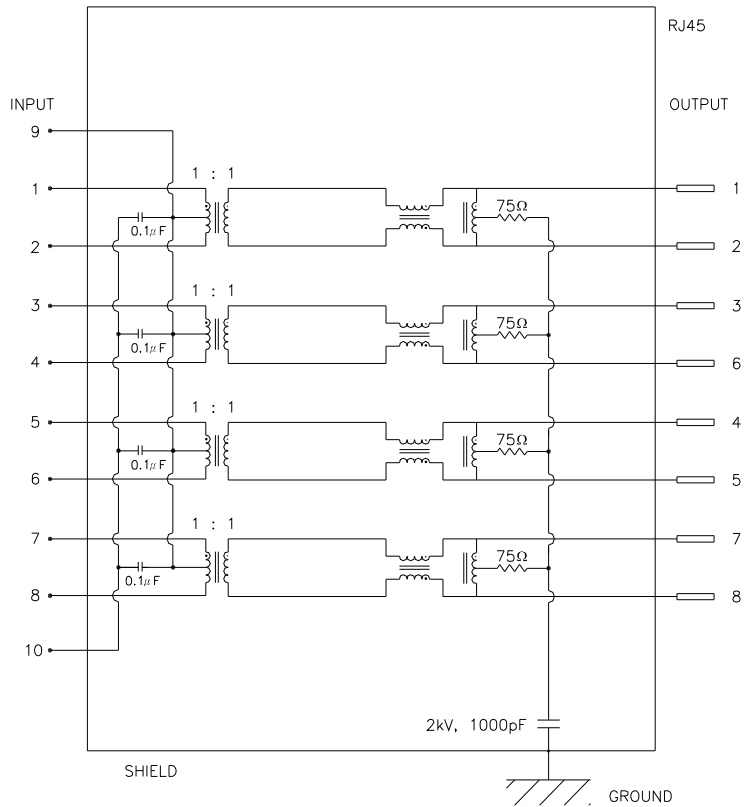 RJ45
INPUT
OUTPUT
9
1 : 1
1
1
75Ω
0.1μF
2
2
1 : 1
3
3
75Ω
0.1μF
4
6
1 : 1
5
4
75Ω
0.1μF
6
5
1 : 1
7
7
75Ω
0.1μF
8
8
10
2kV, 1000pF
SHIELD
GROUND